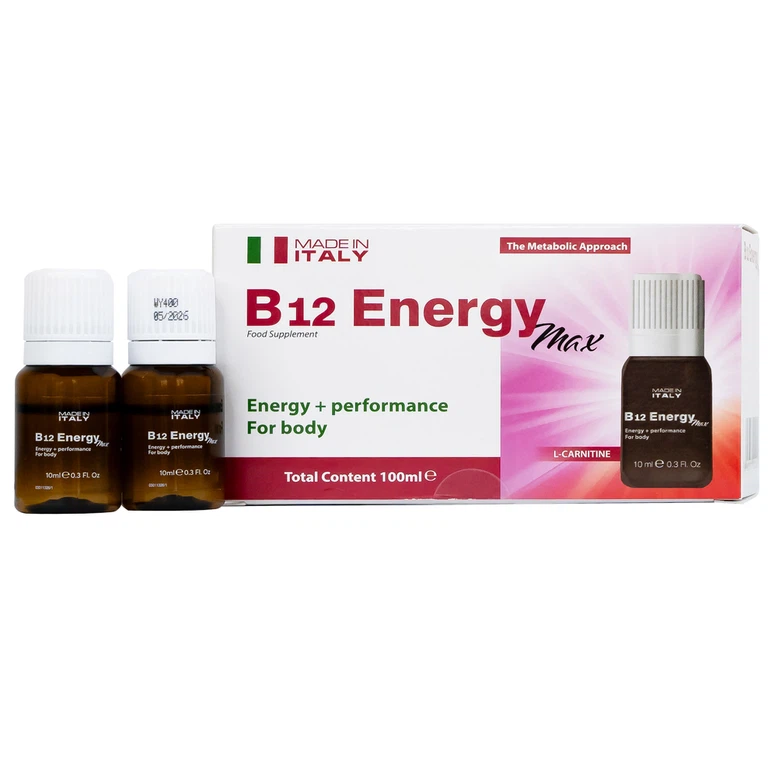 MADE IN
ITALY
The Metabolic Approach
B12 Energy
max
Food Supplement
Energy + performance
For body
Total Content 100ml℮
L-CARNITINE
MADE IN
ITALY
B12 Energy
max
Energy + performance
For body
10 ml ℮ 0.3 Fl. Oz
MADE IN
ITALY
B12 Energy
max
Energy + performance
For body
10ml℮ 0.3 Fl. Oz
WY400
05/2026
MADE IN
ITALY
B12 Energy
max
Energy + performance
For body
10ml℮ 0.3 Fl. Oz